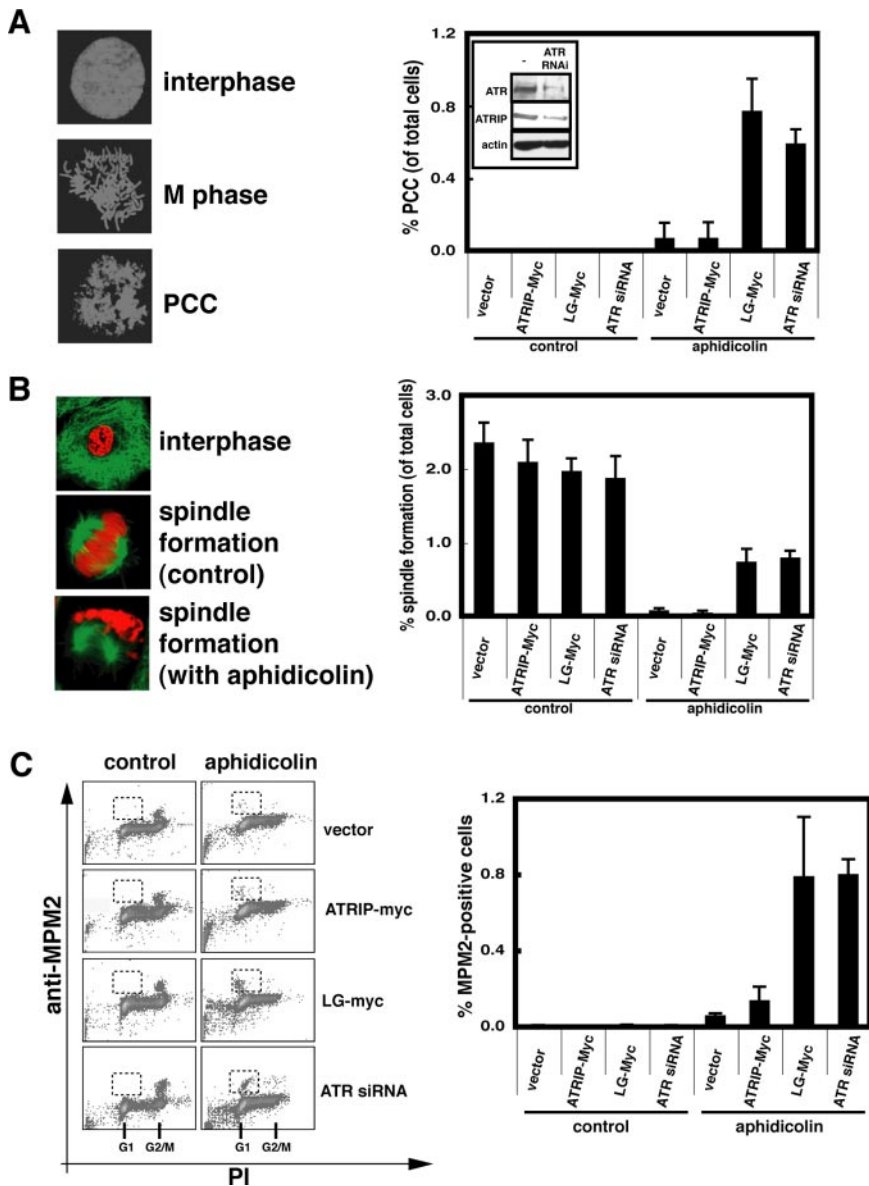 A
interphase
M phase
PCC
% PCC (of total cells)
1.2
0.8
0.4
0.0
-
ATR
RNAi
ATR
ATRIP
actin
vector
ATRIP-Myc
LG-Myc
ATR siRNA
vector
ATRIP-Myc
LG-Myc
ATR siRNA
control
aphidicolin
B
interphase
spindle
formation
(control)
spindle
formation
(with aphidicolin)
% spindle formation (of total cells)
3.0
2.0
1.0
0.0
vector
ATRIP-Myc
LG-Myc
ATR siRNA
vector
ATRIP-Myc
LG-Myc
ATR siRNA
control
aphidicolin
C
control
aphidicolin
anti-MPM2
vector
ATRIP-myc
LG-myc
ATR siRNA
G1
G2/M
G1
G2/M
PI
% MPM2-positive cells
1.2
0.8
0.4
0.0
vector
ATRIP-Myc
LG-Myc
ATR siRNA
vector
ATRIP-Myc
LG-Myc
ATR siRNA
control
aphidicolin